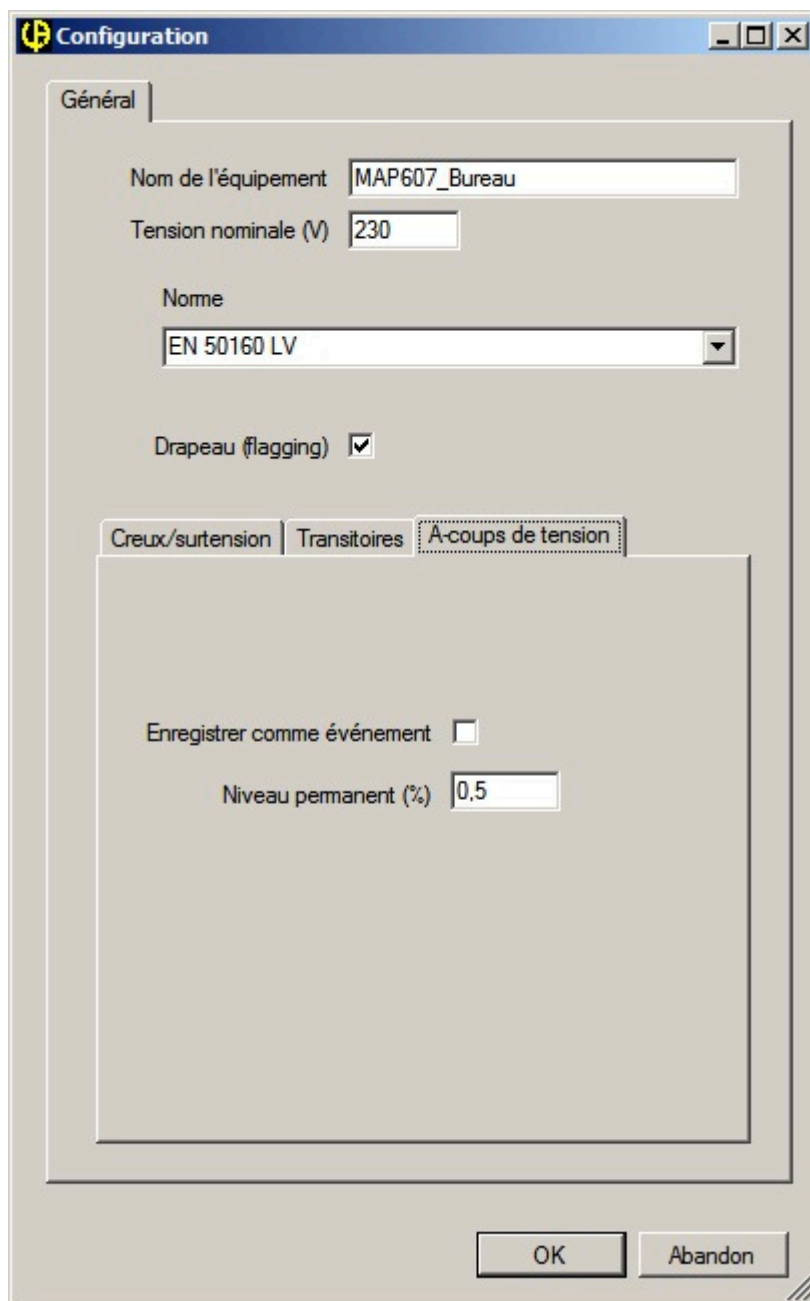 Configuration
Général
Nom de l'équipement MAP607_Bureau
Tension nominale (V) 230
Norme
EN 50160 LV
Drapeau (flagging)
Creux/surtension Transitoires A-coups de tension
Enregistrer comme événement
Niveau permanent (%) 0,5
OK Abandon